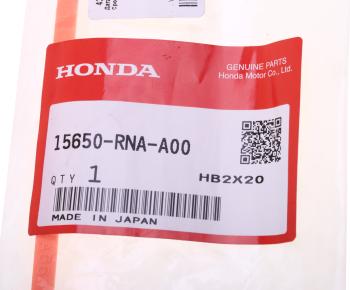 HONDA
GENUINE PARTS
Honda Motor Co., Ltd.
15650-RNA-A00
QTY 1
HB2X20
MADE IN JAPAN